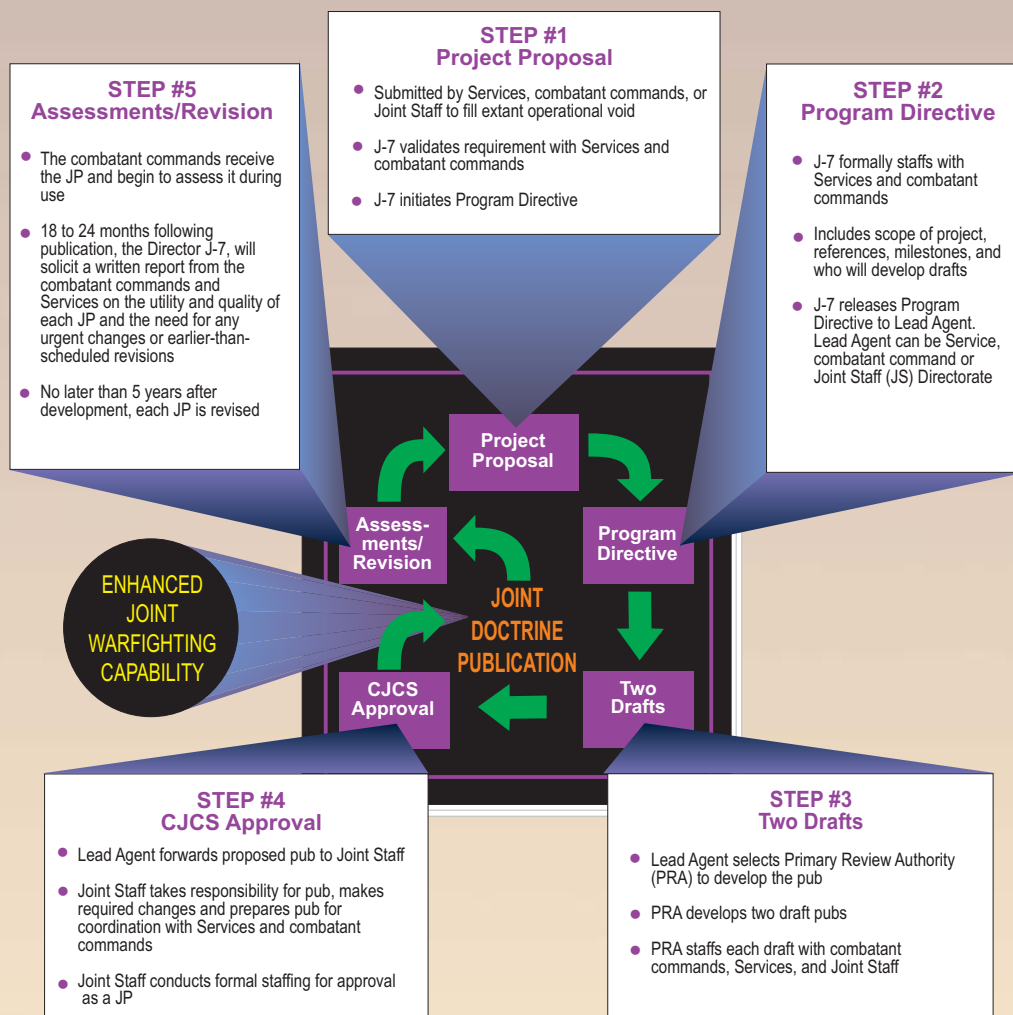 STEP #1
Project Proposal
Submitted by Services, combatant commands, or
Joint Staff to fill extant operational void
J-7 validates requirement with Services and
combatant commands
J-7 initiates Program Directive
STEP #2
Program Directive
J-7 formally staffs with
Services and combatant
commands
Includes scope of project,
references, milestones, and
who will develop drafts
J-7 releases Program
Directive to Lead Agent.
Lead Agent can be Service,
combatant command or
Joint Staff (JS) Directorate
STEP #3
Two Drafts
Lead Agent selects Primary Review Authority
(PRA) to develop the pub
PRA develops two draft pubs
PRA staffs each draft with combatant
commands, Services, and Joint Staff
STEP #4
CJCS Approval
Lead Agent forwards proposed pub to Joint Staff
Joint Staff takes responsibility for pub, makes
required changes and prepares pub for
coordination with Services and combatant
commands
Joint Staff conducts formal staffing for approval
as a JP
STEP #5
Assessments/Revision
The combatant commands receive
the JP and begin to assess it during
use
18 to 24 months following
publication, the Director J-7, will
solicit a written report from the
combatant commands and
Services on the utility and quality of
each JP and the need for any
urgent changes or earlier-than-
scheduled revisions
No later than 5 years after
development, each JP is revised
Project
Proposal
Program
Directive
Two
Drafts
CJCS
Approval
Assess-
ments/
Revision
JOINT
DOCTRINE
PUBLICATION
ENHANCED
JOINT
WARFIGHTING
CAPABILITY